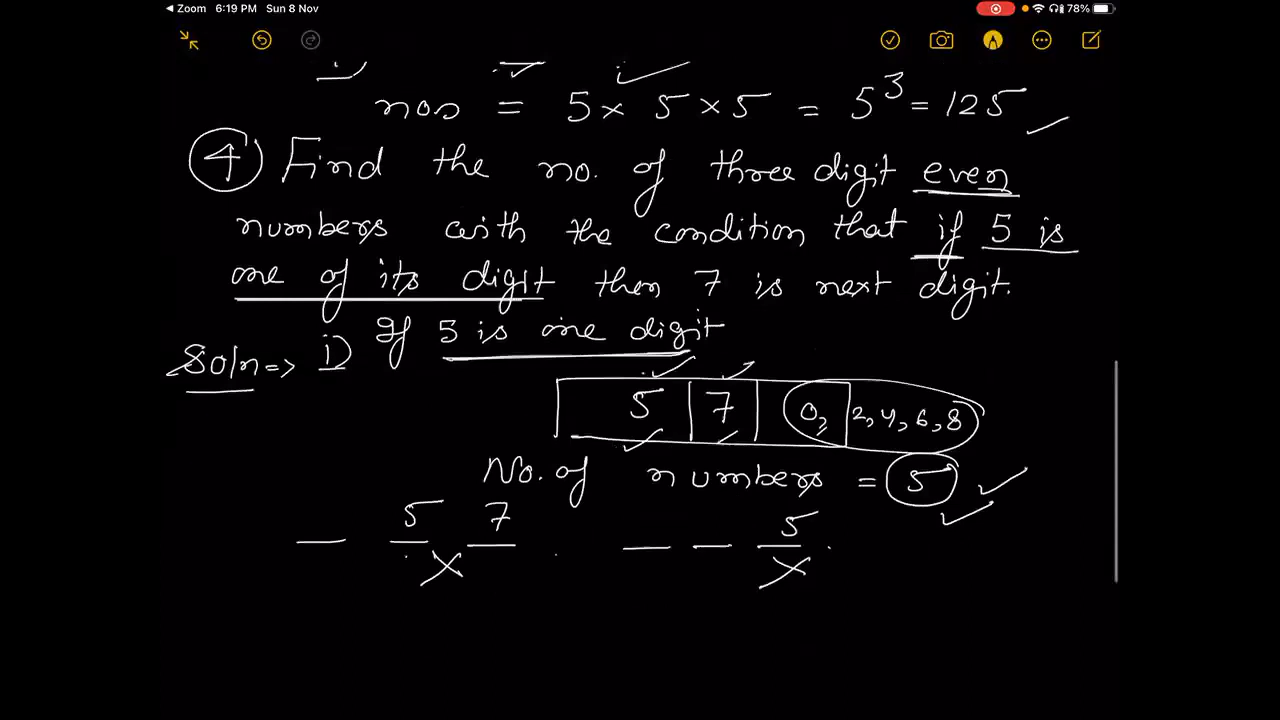 Zoom 6:19 PM Sun 8 Nov 78%
nos = 5 × 5 × 5 = 5³ = 125
4 Find the no. of three digit even
numbers with the condition that if 5 is
one of its digit then 7 is next digit.
Soln => i) If 5 is one digit
5 7 0, 2, 4, 6, 8
No. of numbers = 5
5 7 5
x x